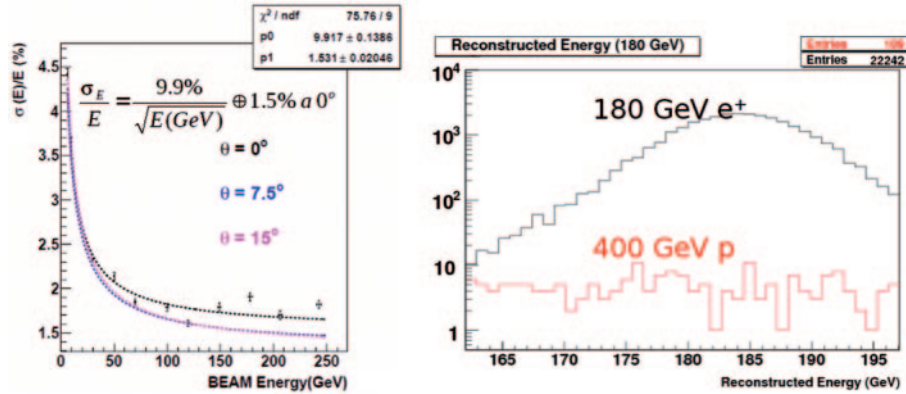 χ² / ndf 75.76 / 9
p0 9.917 ± 0.1386
p1 1.531 ± 0.02046
σ(E)/E (%)
4.5
4
3.5
3
2.5
2
1.5
σ_E / E = 9.9% / √E(GeV) ⊕ 1.5% a 0°
θ = 0°
θ = 7.5°
θ = 15°
0 50 100 150 200 250
BEAM Energy(GeV)
Reconstructed Energy (180 GeV)
Entries
Entries 22242
10⁴
10³
10²
10
1
180 GeV e⁺
400 GeV p
165 170 175 180 185 190 195
Reconstructed Energy (GeV)